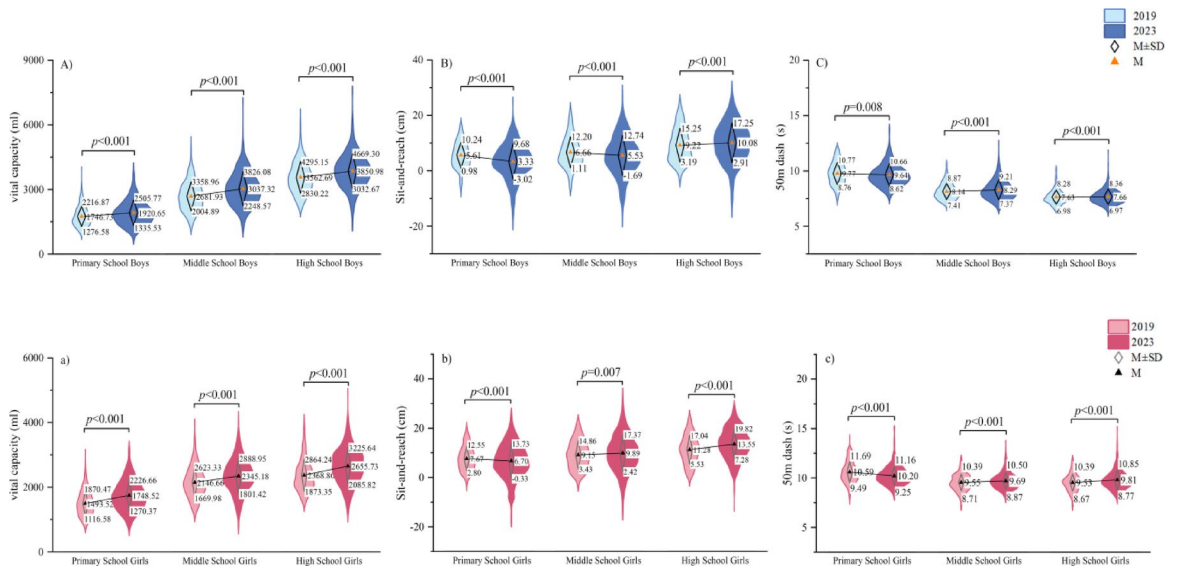 2019
2023
M±SD
M
A)
vital capacity (ml)
9000
6000
3000
0
p<0.001
p<0.001
p<0.001
2216.87
1746.73
1276.58
2505.77
1920.65
1335.53
3358.96
2681.93
2004.89
3826.08
3037.32
2248.57
4295.15
3562.69
2830.22
4669.30
3850.98
3032.67
Primary School Boys
Middle School Boys
High School Boys
B)
Sit-and-reach (cm)
40
20
0
-20
p<0.001
p<0.001
p<0.001
10.24
5.61
0.98
9.68
3.33
-3.02
12.20
6.66
1.11
12.74
5.53
-1.69
15.25
9.22
3.19
17.25
10.08
2.91
Primary School Boys
Middle School Boys
High School Boys
C)
50m dash (s)
20
15
10
5
p=0.008
p<0.001
p<0.001
10.77
9.77
8.76
10.66
9.64
8.62
8.87
8.14
7.41
9.21
8.29
7.37
8.28
7.63
6.98
8.36
7.66
6.97
Primary School Boys
Middle School Boys
High School Boys
2019
2023
M±SD
M
a)
vital capacity (ml)
6000
4000
2000
0
p<0.001
p<0.001
p<0.001
1870.47
1493.52
1116.58
2226.66
1748.52
1270.37
2623.33
2146.66
1669.98
2888.95
2345.18
1801.42
2864.24
2368.80
1873.35
3225.64
2655.73
2085.82
Primary School Girls
Middle School Girls
High School Girls
b)
Sit-and-reach (cm)
40
20
0
-20
p<0.001
p=0.007
p<0.001
12.55
7.67
2.80
13.73
6.70
-0.33
14.86
9.15
3.43
17.37
9.89
2.42
17.04
11.28
5.53
19.82
13.55
7.28
Primary School Girls
Middle School Girls
High School Girls
c)
50m dash (s)
20
15
10
5
p<0.001
p<0.001
p<0.001
11.69
10.59
9.49
11.16
10.20
9.25
10.39
9.55
8.71
10.50
9.69
8.87
10.39
9.53
8.67
10.85
9.81
8.77
Primary School Girls
Middle School Girls
High School Girls